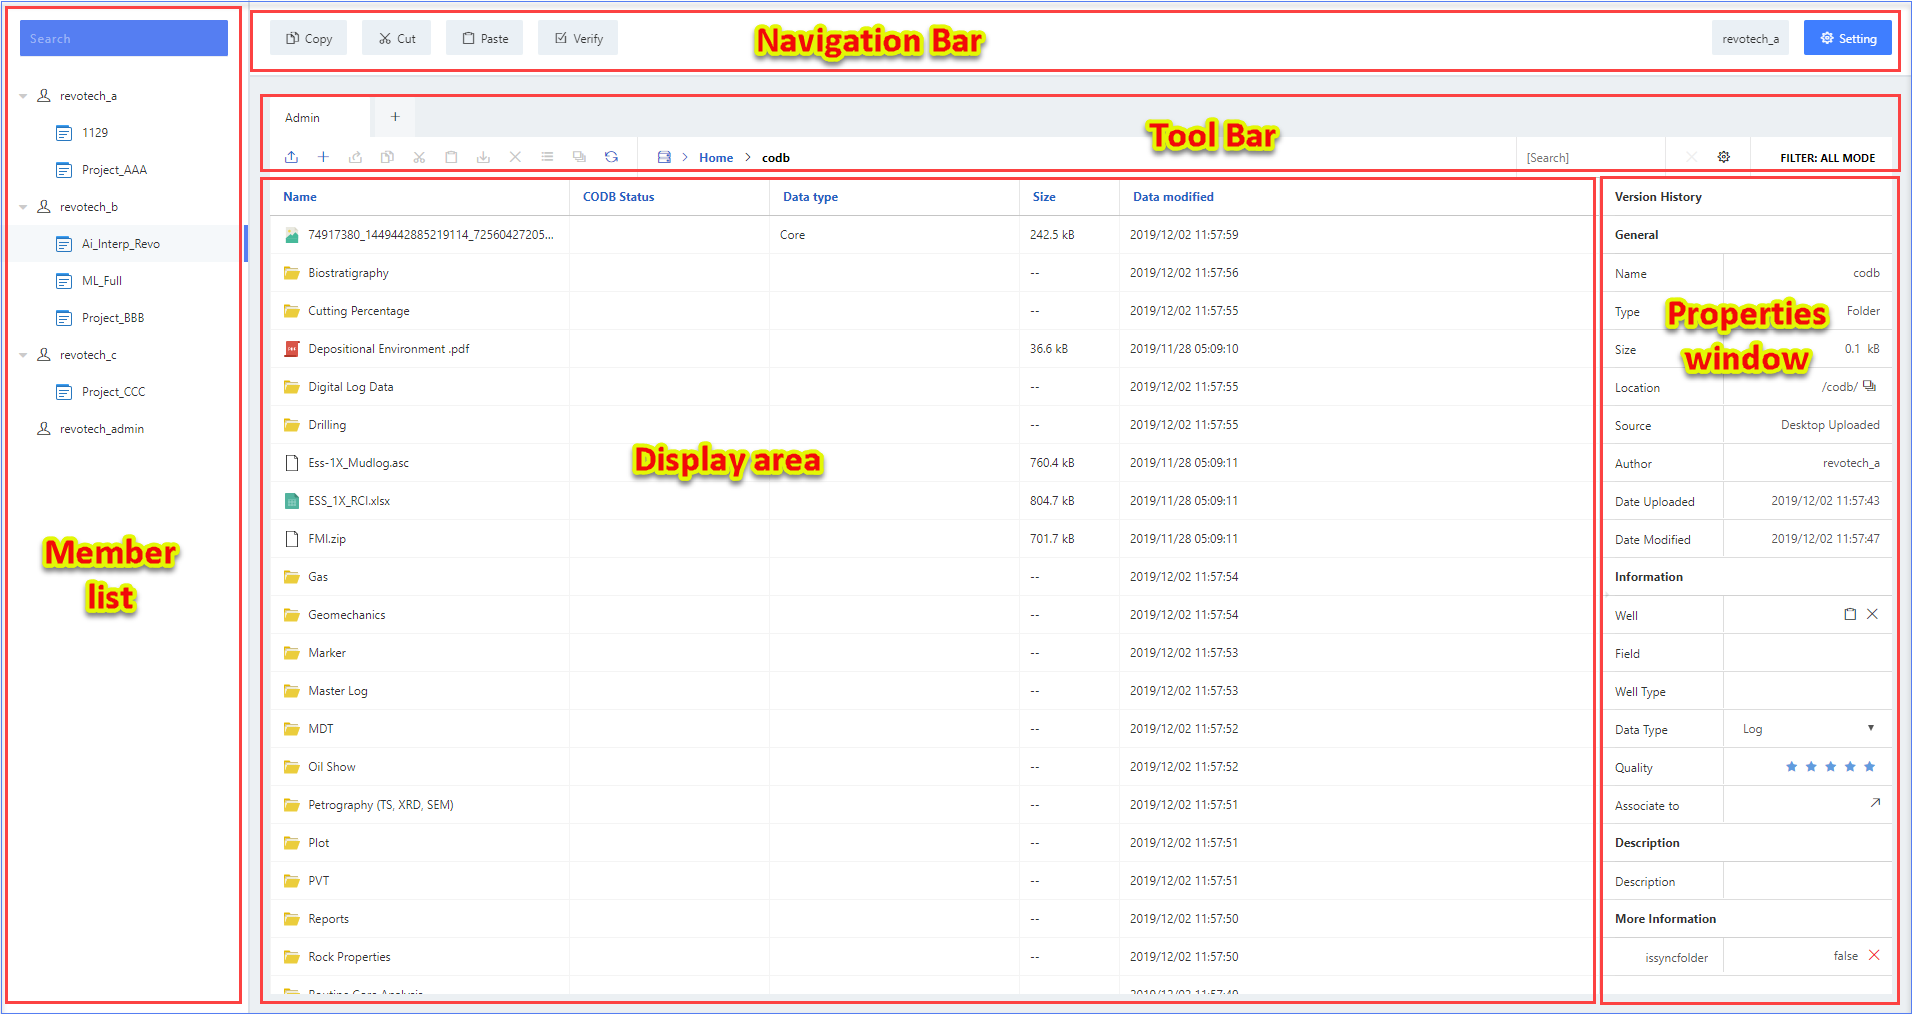 Search
Copy
Cut
Paste
Verify
Navigation Bar
revotech_a
Setting
revotech_a
1129
Project_AAA
revotech_b
Ai_Interp_Revo
ML_Full
Project_BBB
revotech_c
Project_CCC
revotech_admin
Member
list
Admin
+
Tool Bar
Home > codb
[Search]
FILTER: ALL MODE
Name CODB Status Data type Size Data modified
74917380_1449442885219114_72560427205... Core 242.5 kB 2019/12/02 11:57:59
Biostratigraphy -- 2019/12/02 11:57:56
Cutting Percentage -- 2019/12/02 11:57:55
Depositional Environment .pdf 36.6 kB 2019/11/28 05:09:10
Digital Log Data -- 2019/12/02 11:57:55
Drilling -- 2019/12/02 11:57:55
Display area
Ess-1X_Mudlog.asc 760.4 kB 2019/11/28 05:09:11
ESS_1X_RCI.xlsx 804.7 kB 2019/11/28 05:09:11
FMI.zip 701.7 kB 2019/11/28 05:09:11
Gas -- 2019/12/02 11:57:54
Geomechanics -- 2019/12/02 11:57:54
Marker -- 2019/12/02 11:57:53
Master Log -- 2019/12/02 11:57:53
MDT -- 2019/12/02 11:57:52
Oil Show -- 2019/12/02 11:57:52
Petrography (TS, XRD, SEM) -- 2019/12/02 11:57:51
Plot -- 2019/12/02 11:57:51
PVT -- 2019/12/02 11:57:51
Reports -- 2019/12/02 11:57:50
Rock Properties -- 2019/12/02 11:57:50
Version History
General
Name codb
Type Folder
Properties
window
Size 0.1 kB
Location /codb/
Source Desktop Uploaded
Author revotech_a
Date Uploaded 2019/12/02 11:57:43
Date Modified 2019/12/02 11:57:47
Information
Well
Field
Well Type
Data Type Log
Quality
Associate to
Description
Description
More Information
issyncfolder false